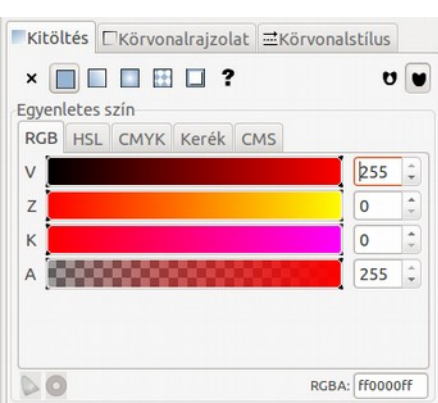 Kitöltés Körvonalrajzolat Körvonalstílus
× ?
Egyenletes szín
RGB HSL CMYK Kerék CMS
V 255
Z 0
K 0
A 255
RGBA: ff0000ff